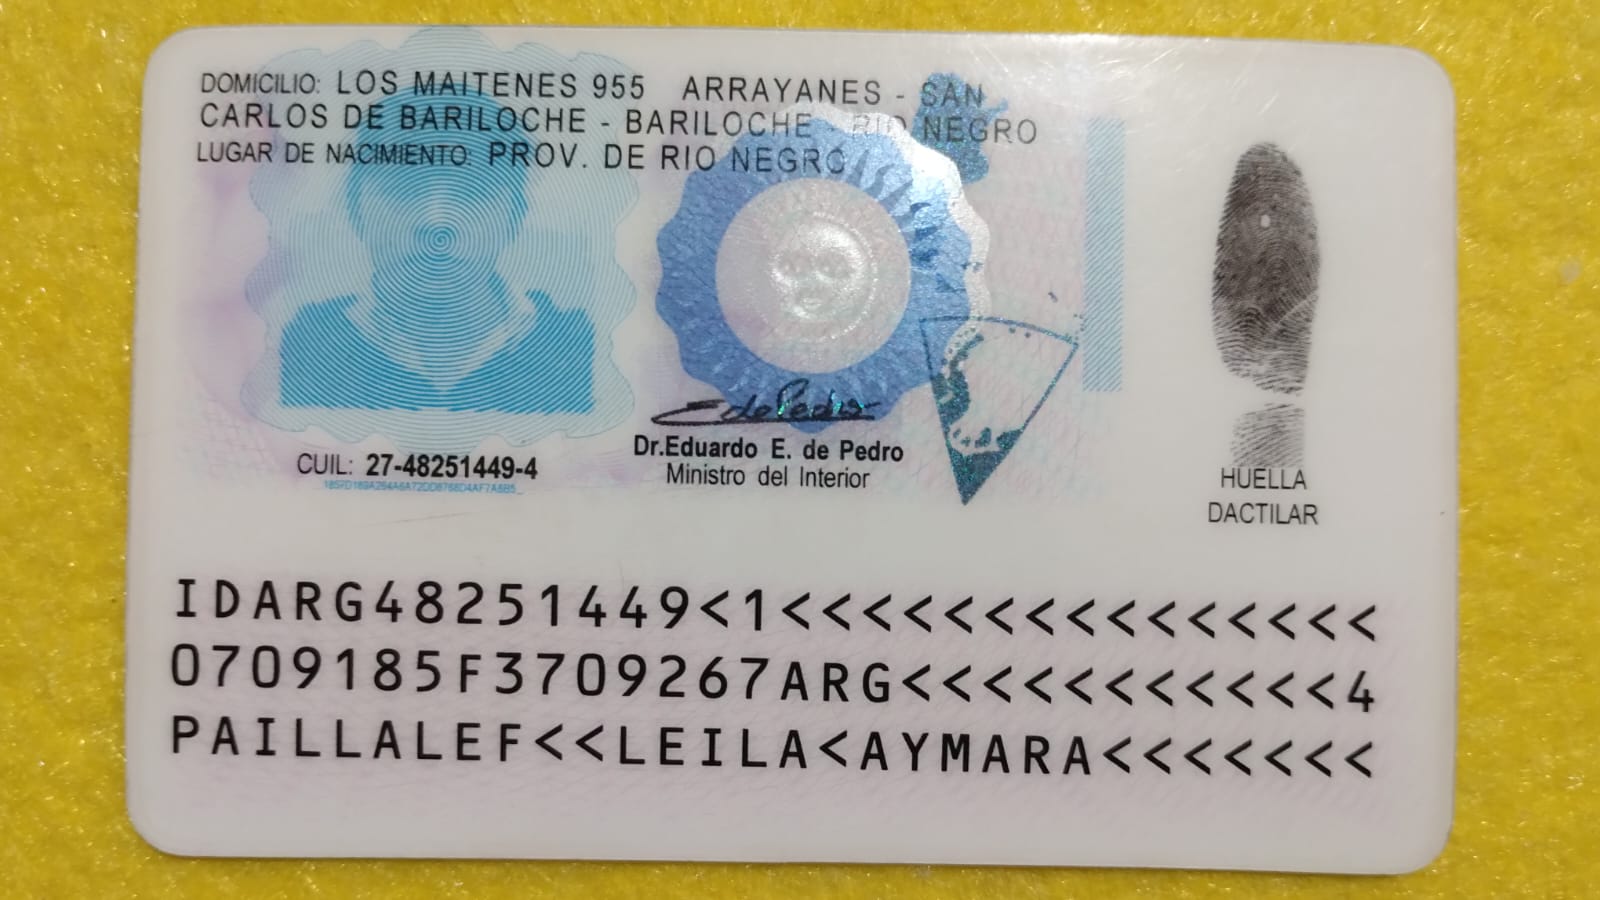 DOMICILIO: LOS MAITENES 955 ARRAYANES - SAN
CARLOS DE BARILOCHE - BARILOCHE - RIO NEGRO
LUGAR DE NACIMIENTO: PROV. DE RIO NEGRO
E de Pedro
Dr.Eduardo E. de Pedro
Ministro del Interior
CUIL: 27-48251449-4
HUELLA
DACTILAR
IDARG48251449<1<<<<<<<<<<<<<<<
0709185F3709267ARG<<<<<<<<<<<4
PAILLALEF<<LEILA<AYMARA<<<<<<<